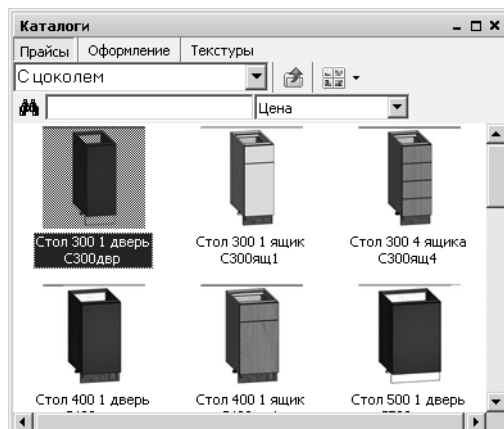 Каталоги
Прайсы Оформление Текстуры
С цоколем
Цена
Стол 300 1 дверь Стол 300 1 ящик Стол 300 4 ящика
С300двр С300ящ1 С300ящ4
Стол 400 1 дверь Стол 400 1 ящик Стол 500 1 дверь